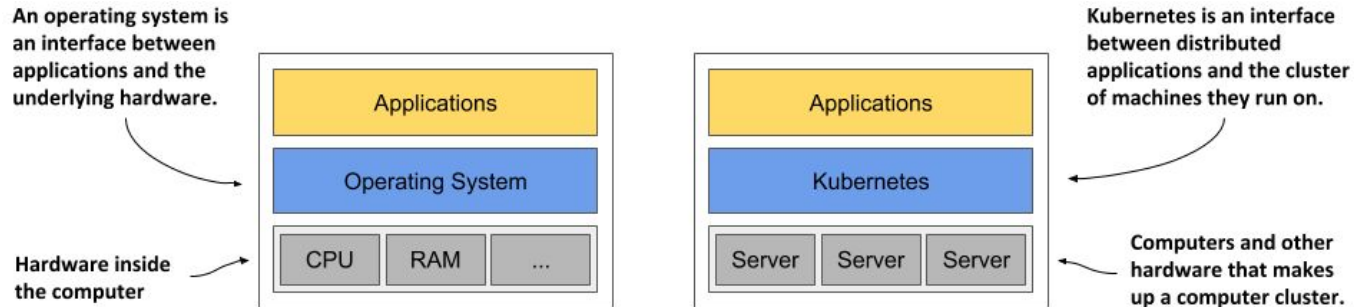 An operating system is
an interface between
applications and the
underlying hardware.
Applications
Operating System
CPU RAM ...
Hardware inside
the computer
Kubernetes is an interface
between distributed
applications and the cluster
of machines they run on.
Applications
Kubernetes
Server Server Server
Computers and other
hardware that makes
up a computer cluster.